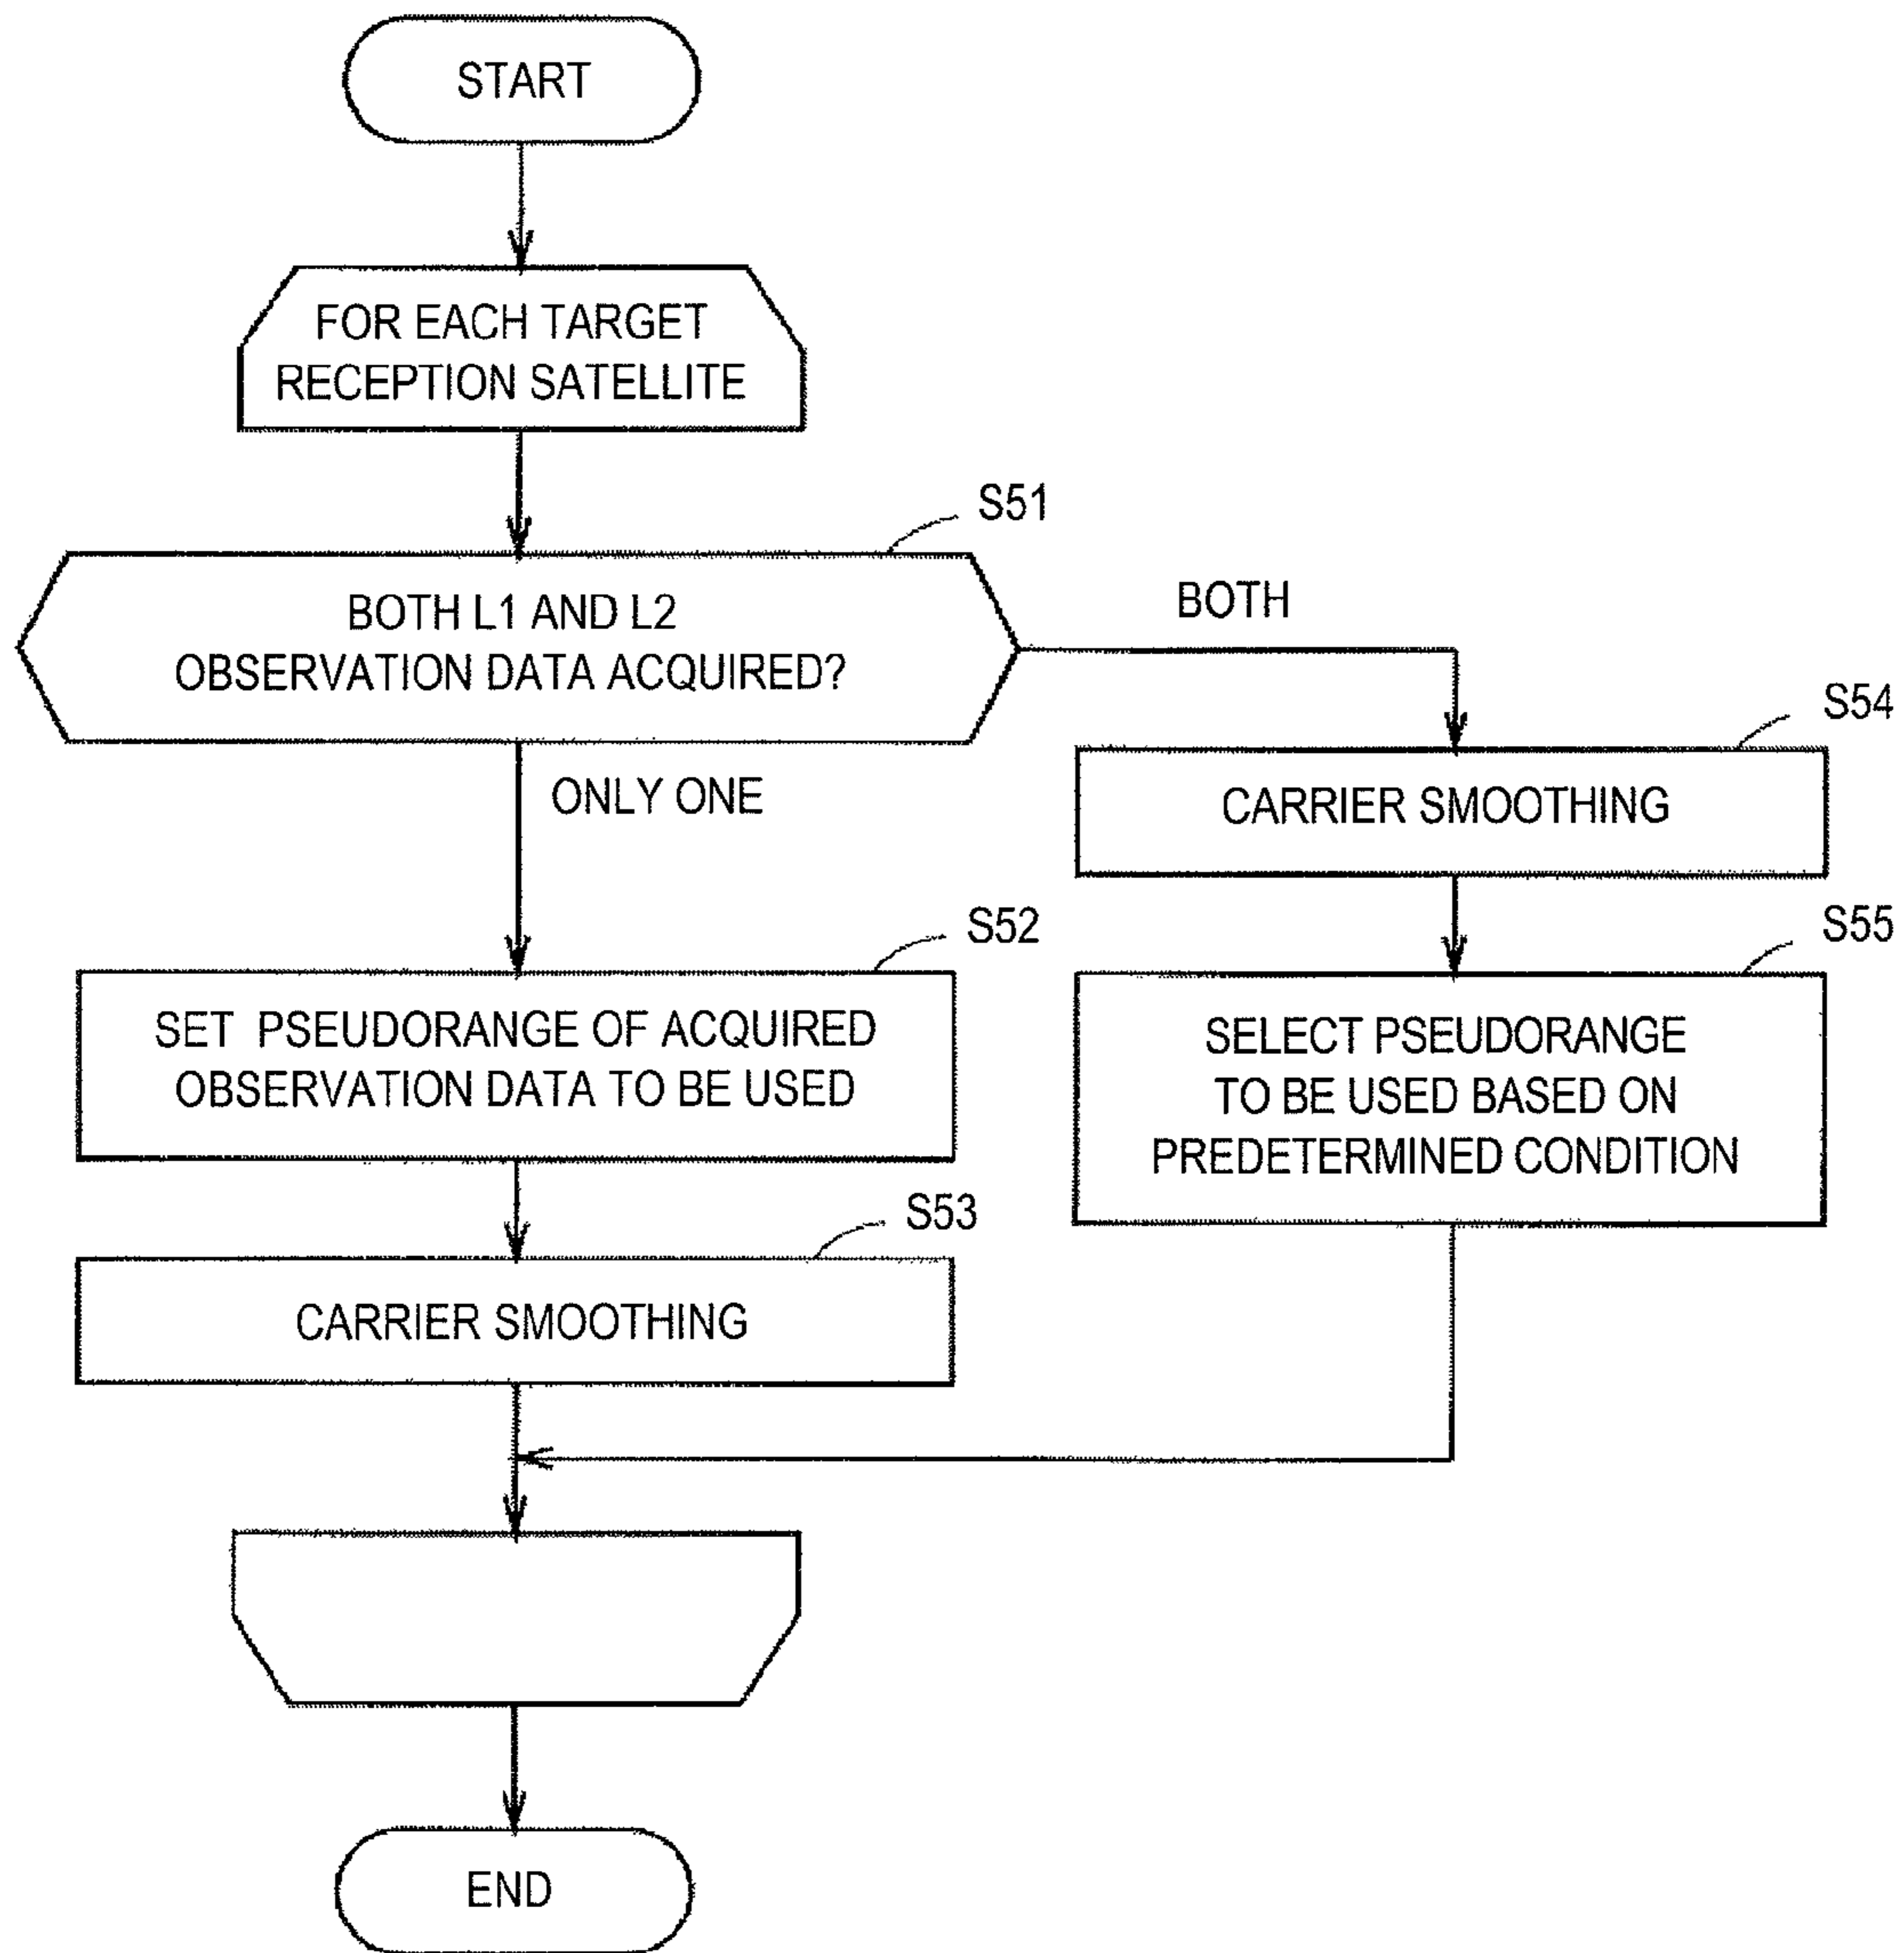 START
FOR EACH TARGET
RECEPTION SATELLITE
S51
BOTH L1 AND L2
OBSERVATION DATA ACQUIRED?
BOTH
ONLY ONE
S54
CARRIER SMOOTHING
S52
SET PSEUDORANGE OF ACQUIRED
OBSERVATION DATA TO BE USED
S55
SELECT PSEUDORANGE
TO BE USED BASED ON
PREDETERMINED CONDITION
S53
CARRIER SMOOTHING
END